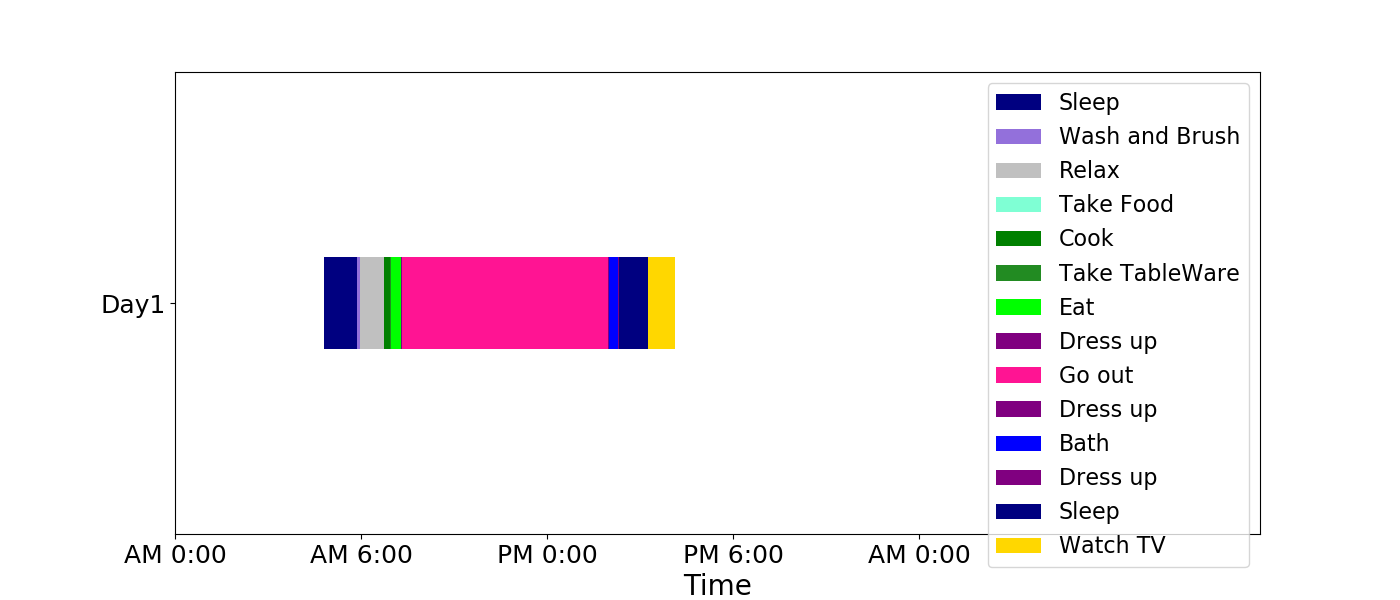 Sleep
Wash and Brush
Relax
Take Food
Cook
Take TableWare
Eat
Dress up
Go out
Dress up
Bath
Dress up
Sleep
Watch TV
Day1
AM 0:00 AM 6:00 PM 0:00 PM 6:00 AM 0:00
Time